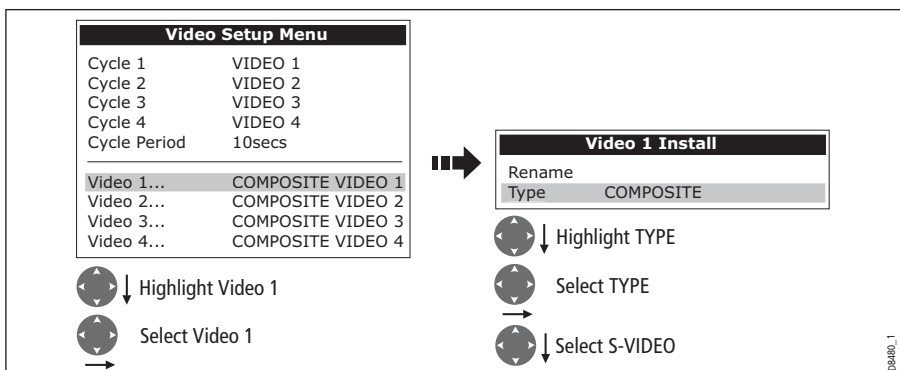 Video Setup Menu
Cycle 1 VIDEO 1
Cycle 2 VIDEO 2
Cycle 3 VIDEO 3
Cycle 4 VIDEO 4
Cycle Period 10secs
Video 1... COMPOSITE VIDEO 1
Video 2... COMPOSITE VIDEO 2
Video 3... COMPOSITE VIDEO 3
Video 4... COMPOSITE VIDEO 4
Highlight Video 1
Select Video 1
Video 1 Install
Rename
Type COMPOSITE
Highlight TYPE
Select TYPE
Select S-VIDEO
D8480_1